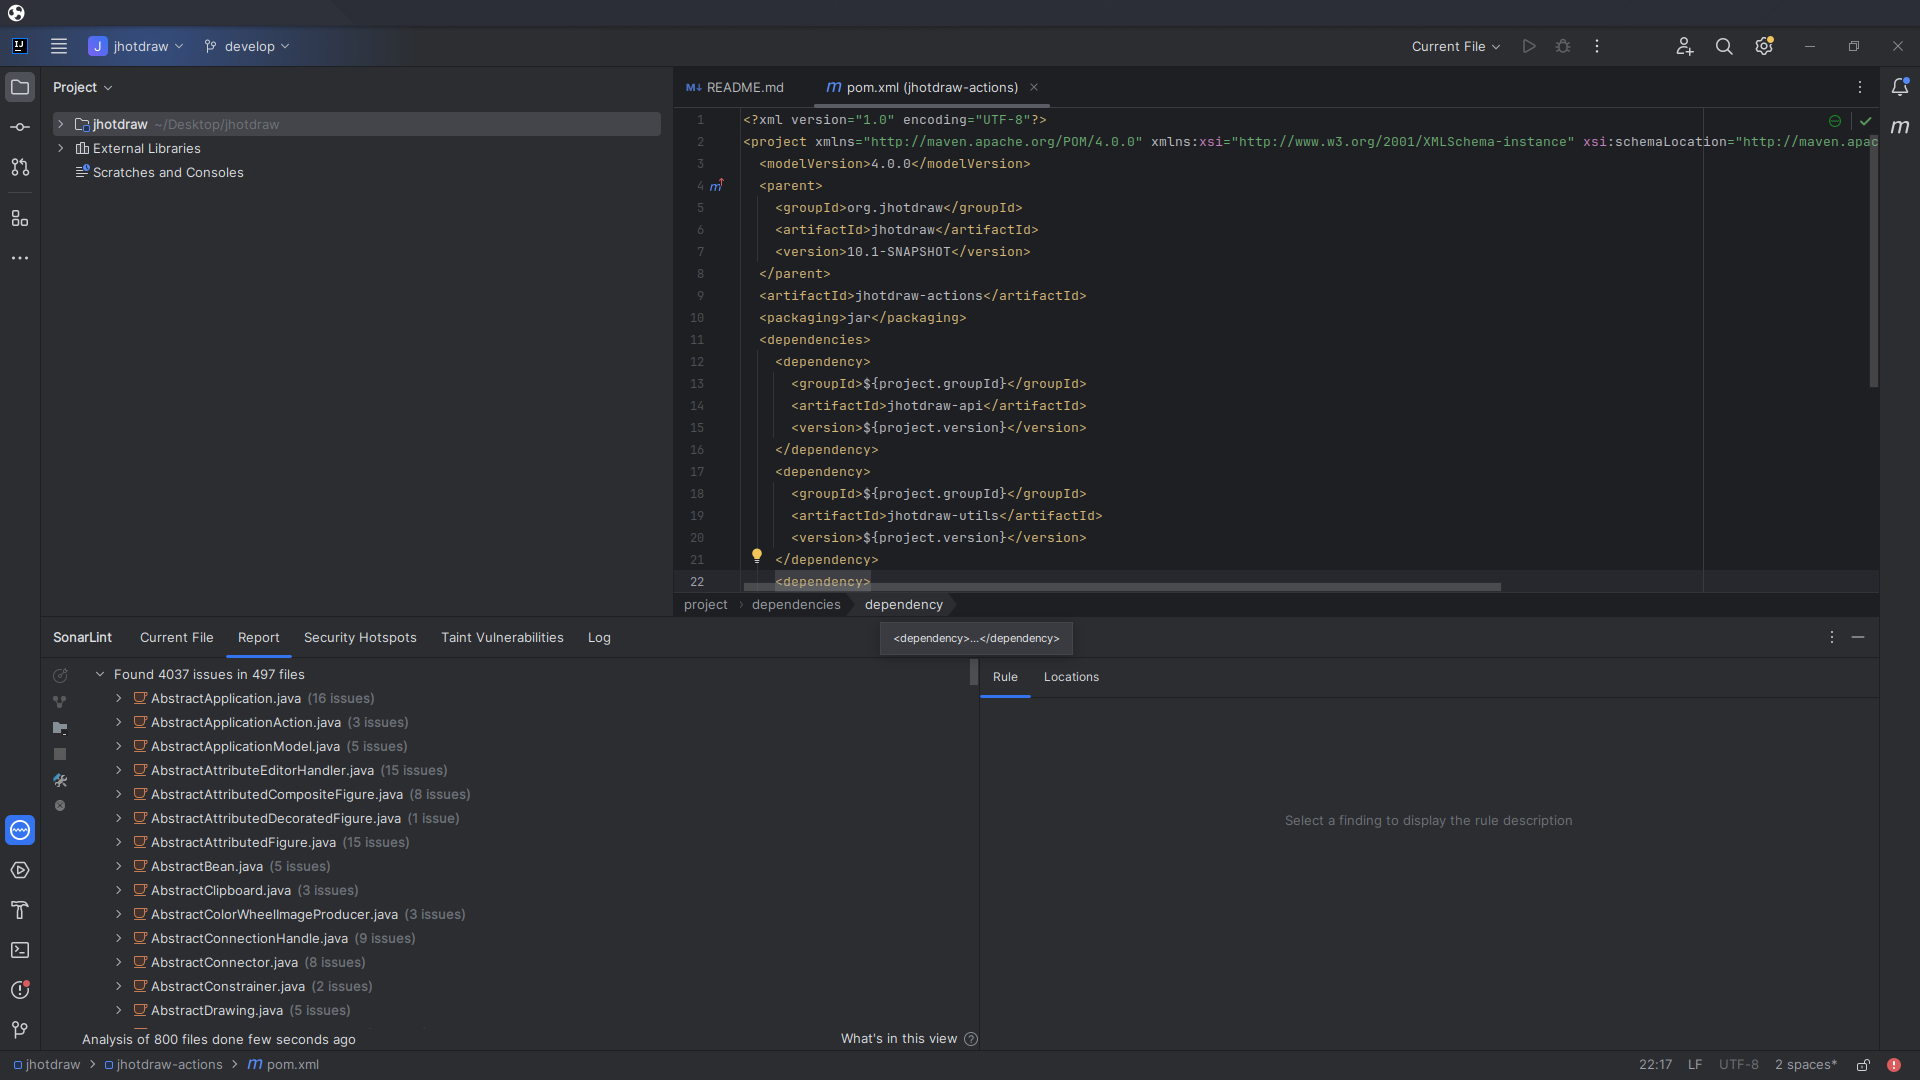 J jhotdraw develop Current File
Project
README.md pom.xml (jhotdraw-actions)
jhotdraw ~/Desktop/jhotdraw
External Libraries
Scratches and Consoles
1 <?xml version="1.0" encoding="UTF-8"?>
2 <project xmlns="http://maven.apache.org/POM/4.0.0" xmlns:xsi="http://www.w3.org/2001/XMLSchema-instance" xsi:schemaLocation="http://maven.apac
3 <modelVersion>4.0.0</modelVersion>
4 <parent>
5 <groupId>org.jhotdraw</groupId>
6 <artifactId>jhotdraw</artifactId>
7 <version>10.1-SNAPSHOT</version>
8 </parent>
9 <artifactId>jhotdraw-actions</artifactId>
10 <packaging>jar</packaging>
11 <dependencies>
12 <dependency>
13 <groupId>${project.groupId}</groupId>
14 <artifactId>jhotdraw-api</artifactId>
15 <version>${project.version}</version>
16 </dependency>
17 <dependency>
18 <groupId>${project.groupId}</groupId>
19 <artifactId>jhotdraw-utils</artifactId>
20 <version>${project.version}</version>
21 </dependency>
22 <dependency>
project › dependencies dependency
<dependency>...</dependency>
SonarLint Current File Report Security Hotspots Taint Vulnerabilities Log
Found 4037 issues in 497 files
AbstractApplication.java (16 issues)
AbstractApplicationAction.java (3 issues)
AbstractApplicationModel.java (5 issues)
AbstractAttributeEditorHandler.java (15 issues)
AbstractAttributedCompositeFigure.java (8 issues)
AbstractAttributedDecoratedFigure.java (1 issue)
AbstractAttributedFigure.java (15 issues)
AbstractBean.java (5 issues)
AbstractClipboard.java (3 issues)
AbstractColorWheelImageProducer.java (3 issues)
AbstractConnectionHandle.java (9 issues)
AbstractConnector.java (8 issues)
AbstractConstrainer.java (2 issues)
AbstractDrawing.java (5 issues)
Analysis of 800 files done few seconds ago
What's in this view
Rule Locations
Select a finding to display the rule description
jhotdraw > jhotdraw-actions > pom.xml
22:17 LF UTF-8 2 spaces*